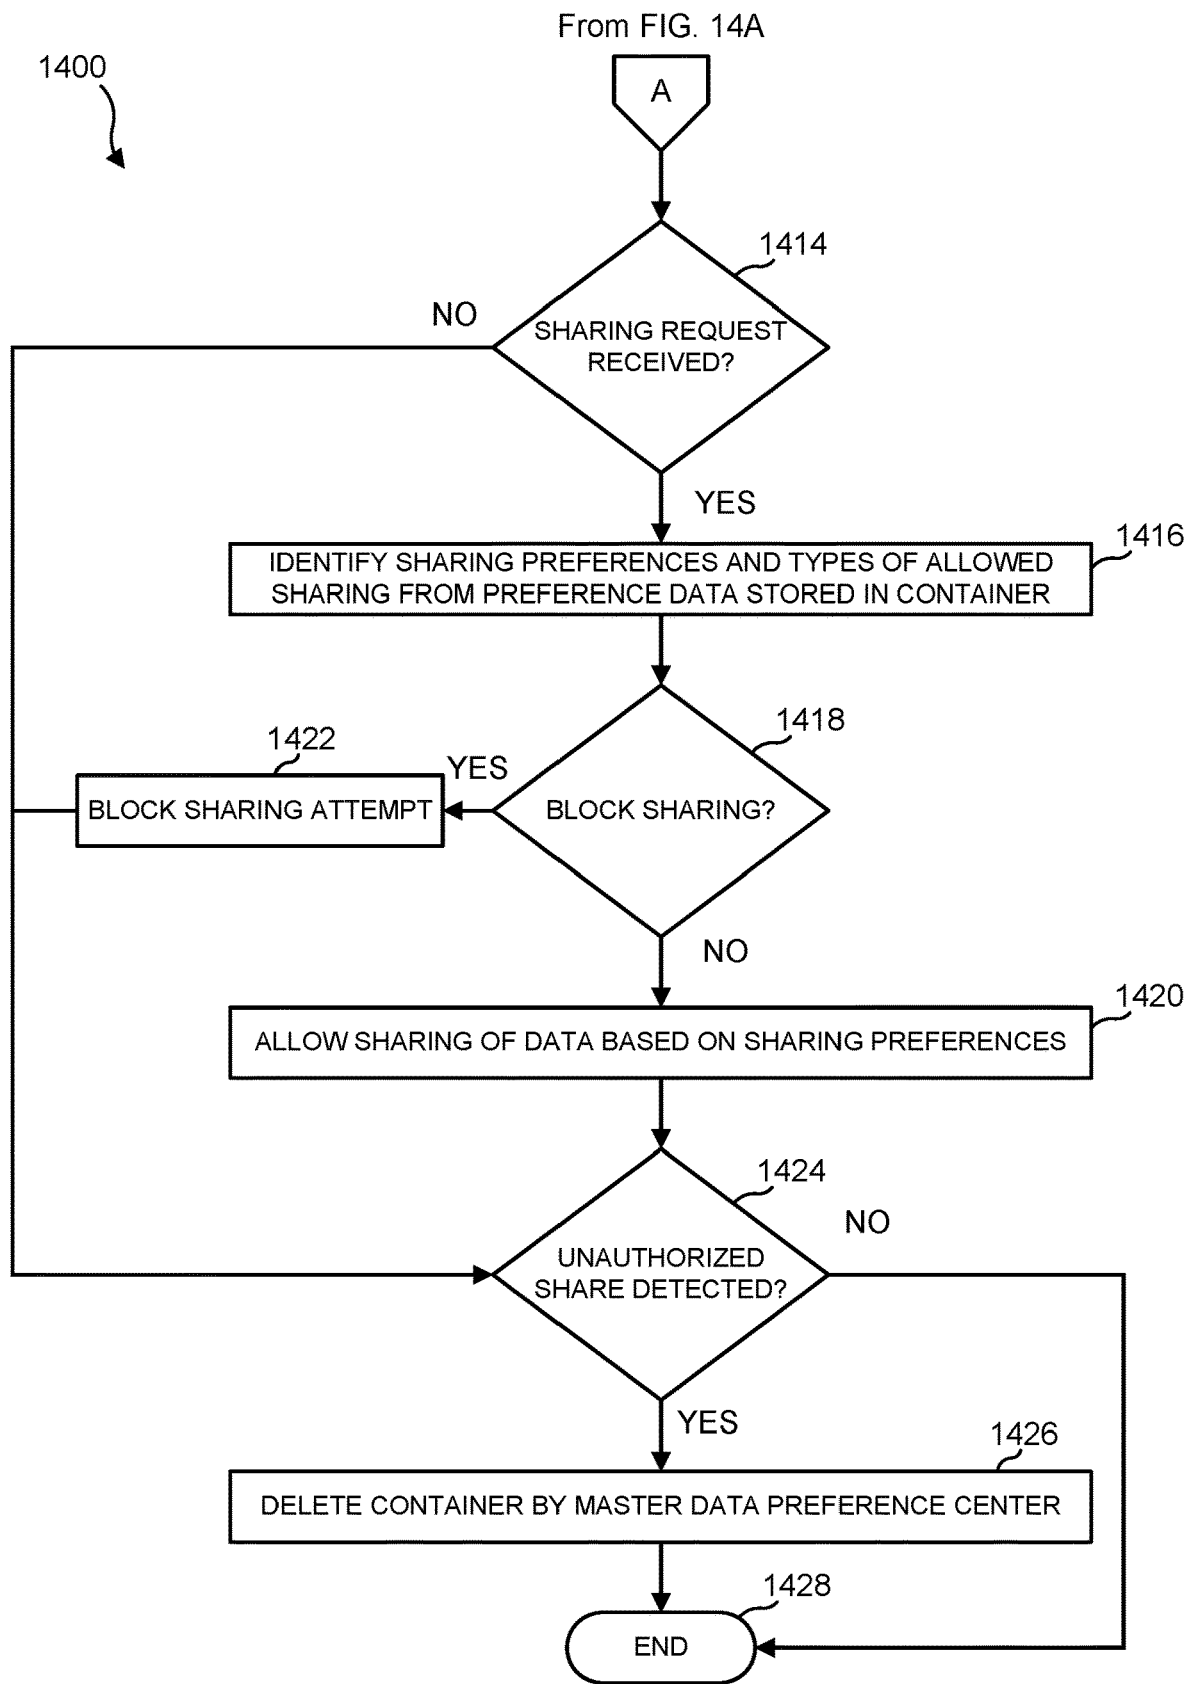 From FIG. 14A
1400
A
1414
NO
SHARING REQUEST
RECEIVED?
YES
1416
IDENTIFY SHARING PREFERENCES AND TYPES OF ALLOWED
SHARING FROM PREFERENCE DATA STORED IN CONTAINER
1418
1422
YES
BLOCK SHARING ATTEMPT
BLOCK SHARING?
NO
1420
ALLOW SHARING OF DATA BASED ON SHARING PREFERENCES
1424
NO
UNAUTHORIZED
SHARE DETECTED?
YES
1426
DELETE CONTAINER BY MASTER DATA PREFERENCE CENTER
1428
END